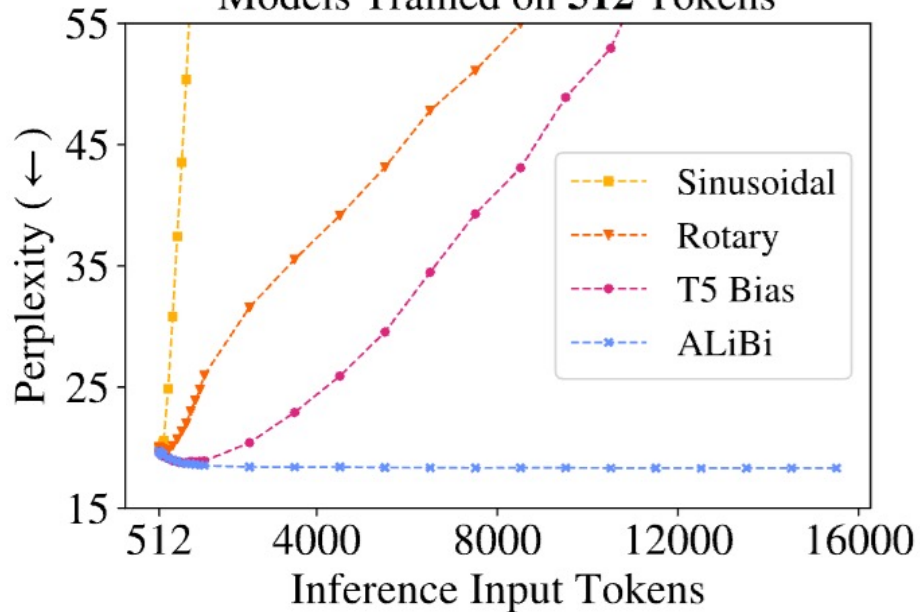 Models Trained on 512 Tokens
55
45
35
25
15
Perplexity (←)
Sinusoidal
Rotary
T5 Bias
ALiBi
512
4000
8000
12000
16000
Inference Input Tokens